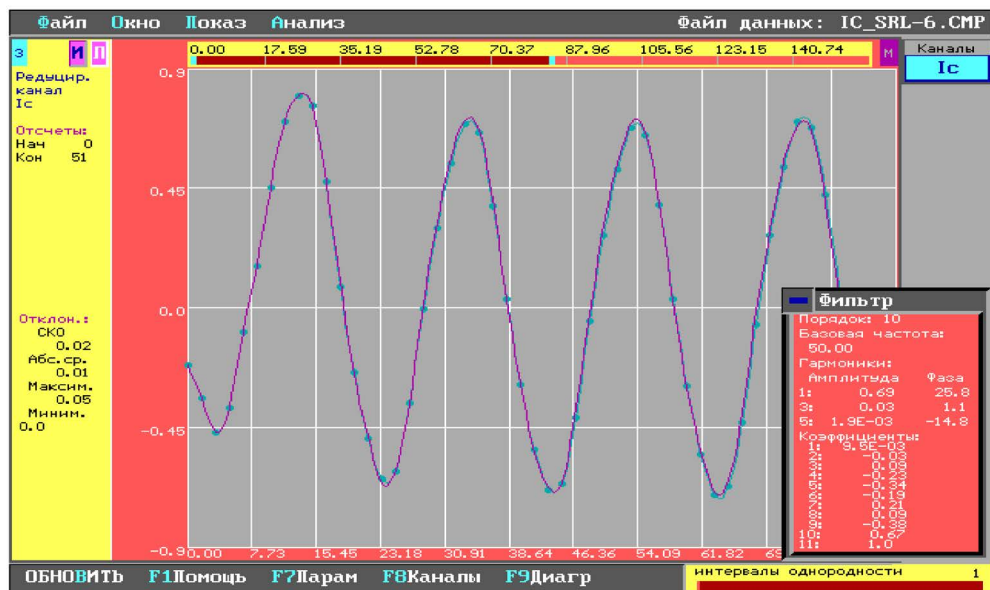 Файл Окно Показ Анализ Файл данных: IC_SRL-6.CMP
З И П
0.00 17.59 35.19 52.78 70.37 87.96 105.56 123.15 140.74 М
Каналы
Ic
Редуцир.
канал
Ic
Отсчеты:
Нач 0
Кон 51
0.9
0.45
0.0
-0.45
-0.9
Отклон.:
СКО
0.02
Абс.ср.
0.01
Максим.
0.05
Миним.
0.0
0.00 7.73 15.45 23.18 30.91 38.64 46.36 54.09 61.82 69
Фильтр
Порядок: 10
Базовая частота:
50.00
Гармоники:
Амплитуда Фаза
1: 0.69 25.8
3: 0.03 1.1
5: 1.9E-03 -14.8
Коэффициенты:
1: 9.5E-03
2: -0.03
3: 0.09
4: -0.23
5: -0.34
6: -0.19
7: 0.21
8: 0.09
9: -0.38
10: 0.67
11: 1.0
ОБНОВИТЬ F1Помощь F7Парам F8Каналы F9Диагр
интервалы однородности 1